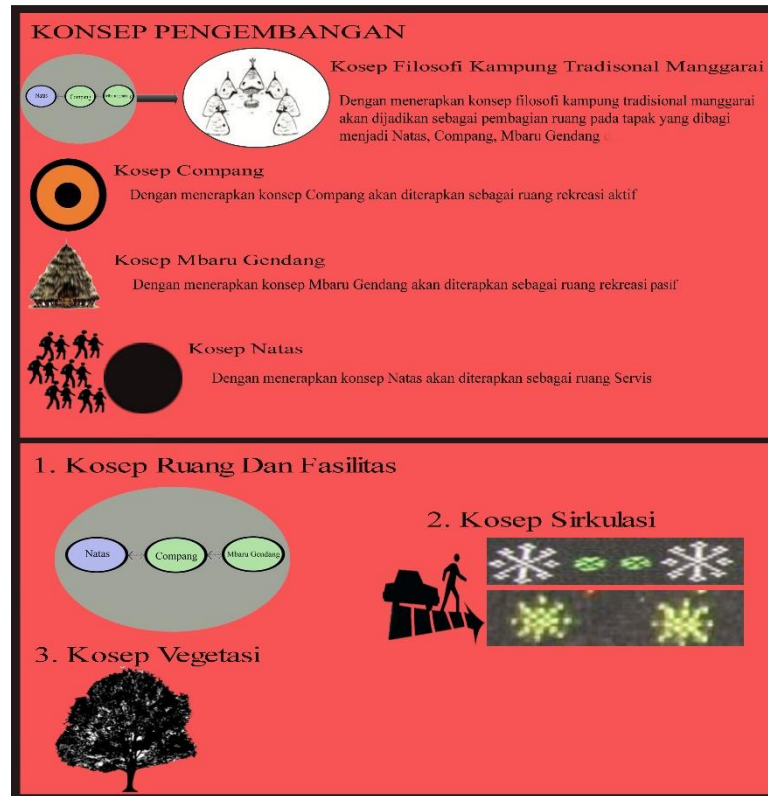 KONSEP PENGEMBANGAN
Natas
Compang
Kosep Filosofi Kampung Tradisonal Manggarai
Dengan menerapkan konsep filosofi kampung tradisional manggarai
akan dijadikan sebagai pembagian ruang pada tapak yang dibagi
menjadi Natas, Compang, Mbaru Gendang
Kosep Compang
Dengan menerapkan konsep Compang akan diterapkan sebagai ruang rekreasi aktif
Kosep Mbaru Gendang
Dengan menerapkan konsep Mbaru Gendang akan diterapkan sebagai ruang rekreasi pasif
Kosep Natas
Dengan menerapkan konsep Natas akan diterapkan sebagai ruang Servis
1. Kosep Ruang Dan Fasilitas
Natas
Compang
Mbaru Gendang
2. Kosep Sirkulasi
3. Kosep Vegetasi